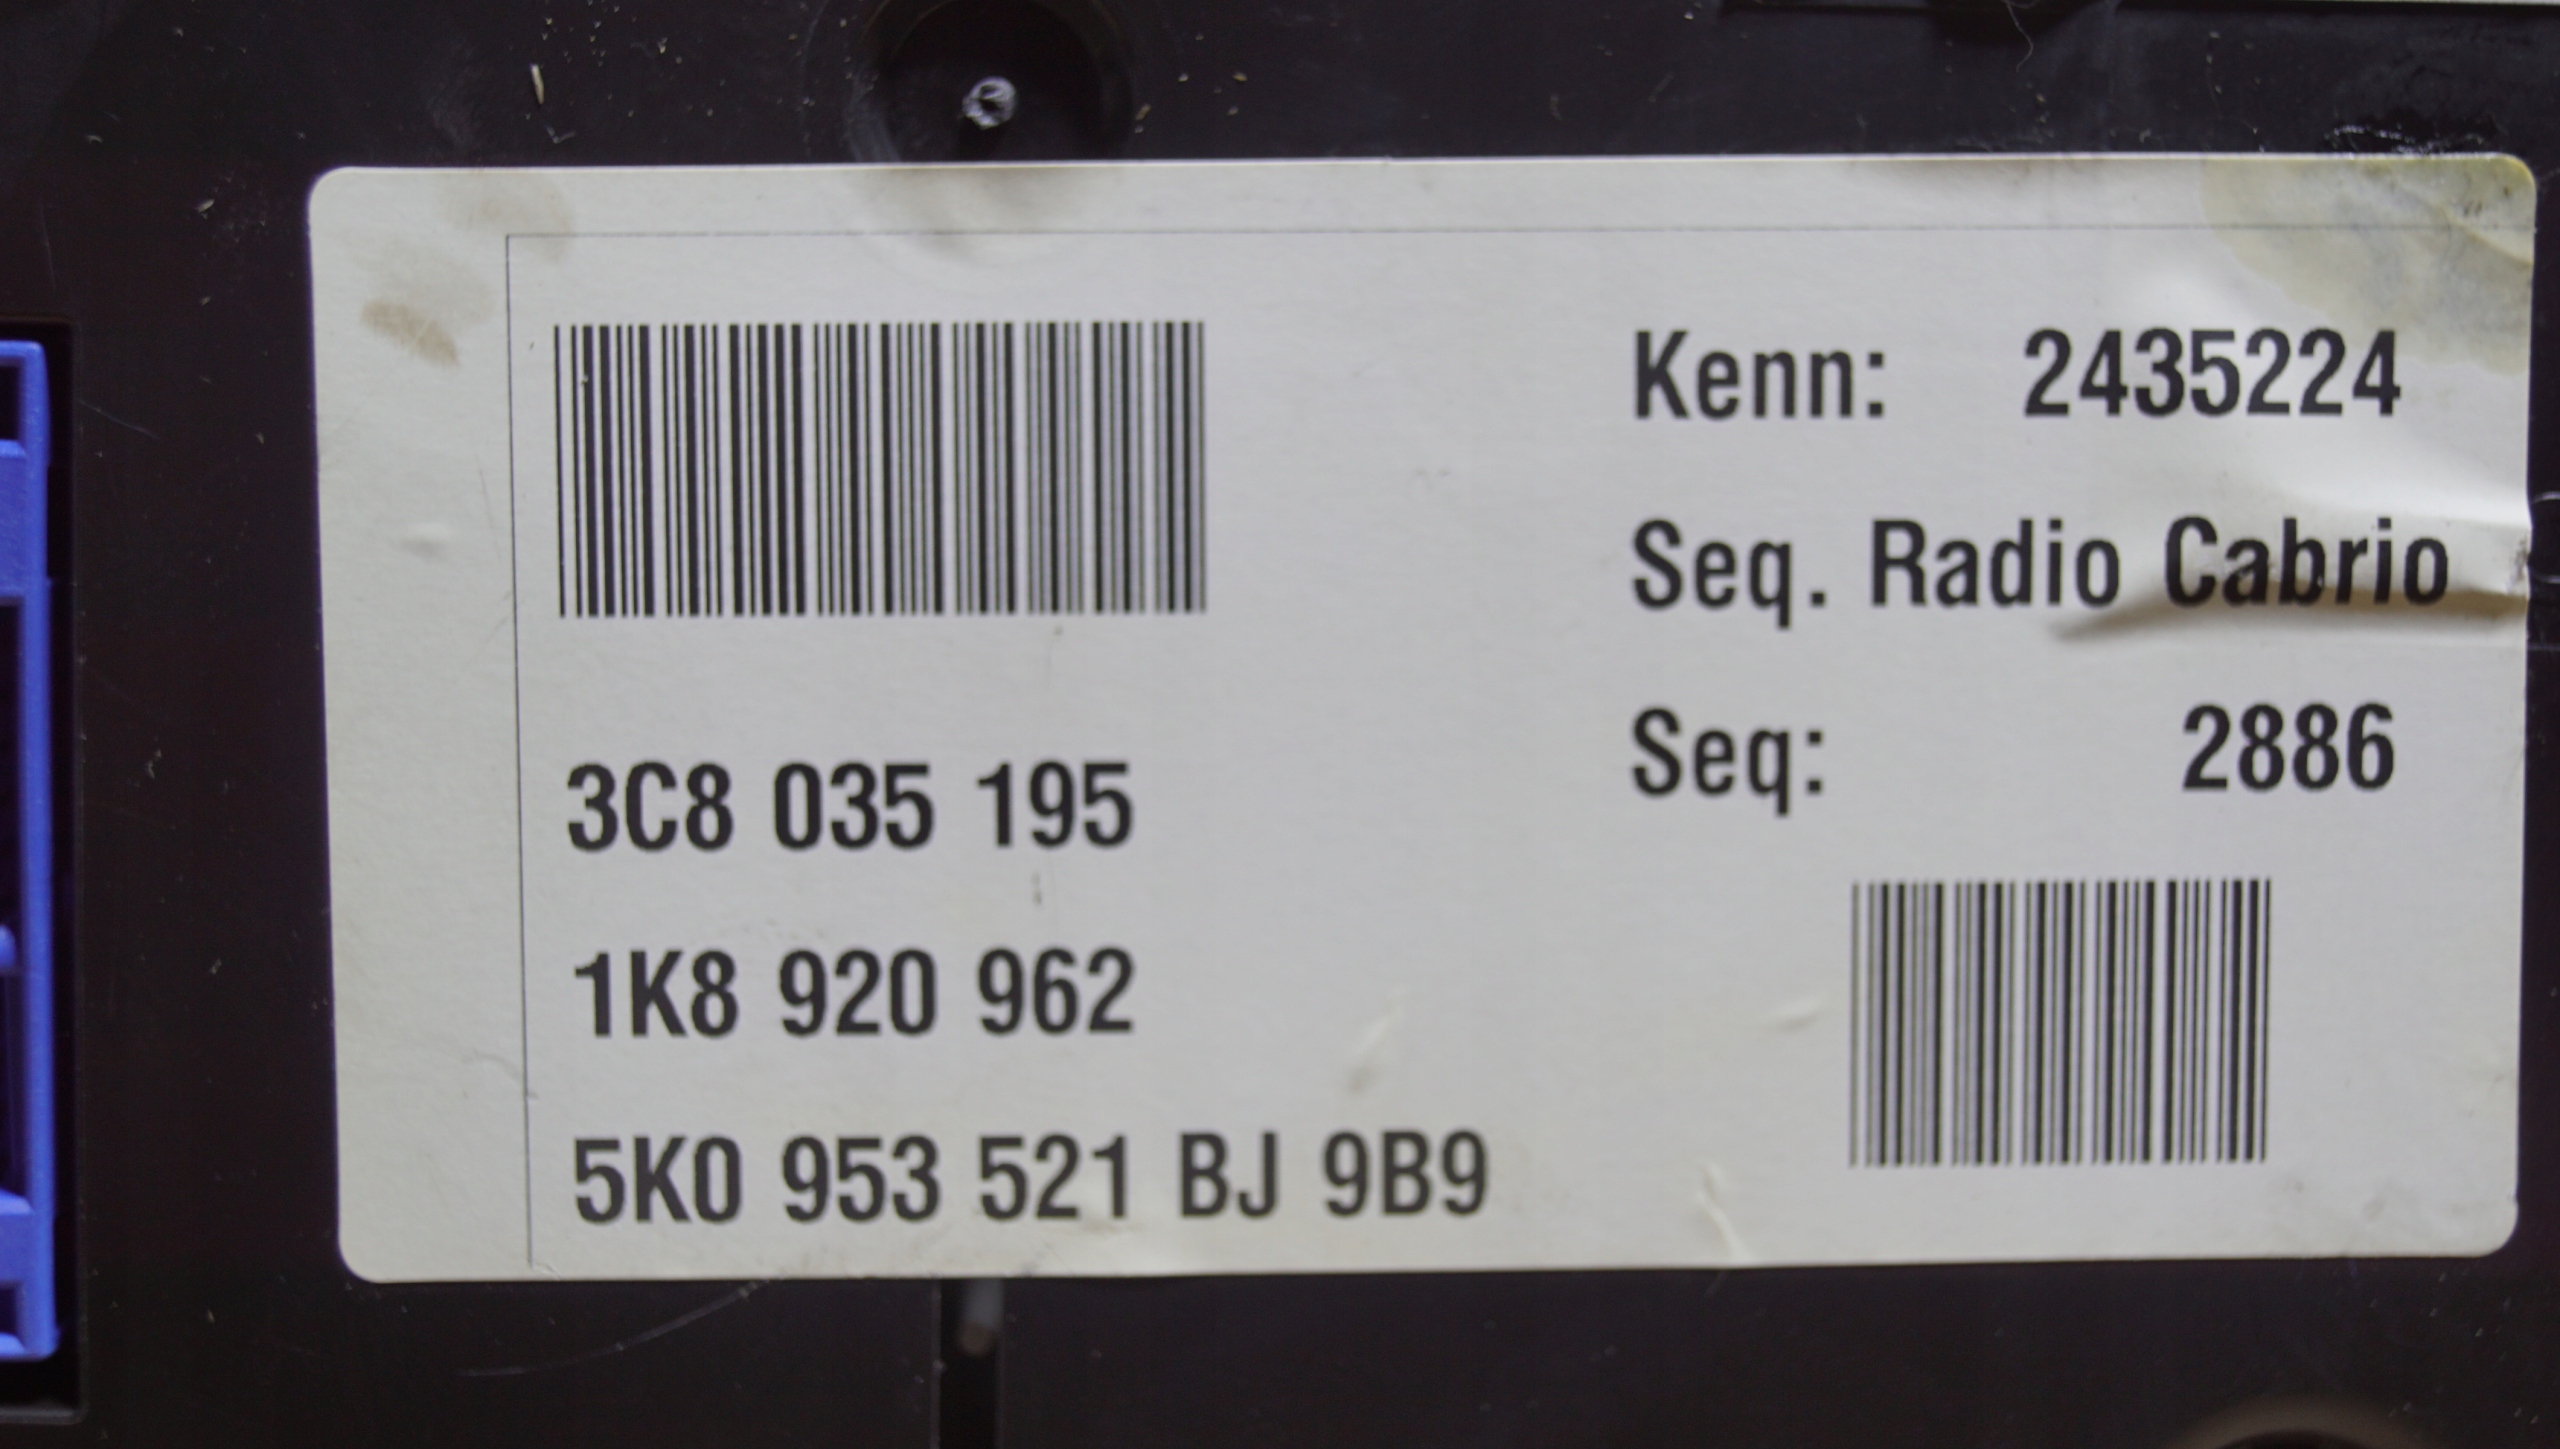 Kenn: 2435224
Seq. Radio Cabrio
Seq: 2886
3C8 035 195
1K8 920 962
5K0 953 521 BJ 9B9